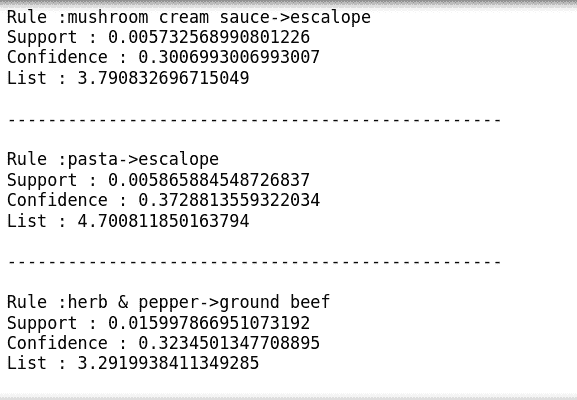 Rule :mushroom cream sauce->escalope
Support : 0.005732568990801226
Confidence : 0.3006993006993007
List : 3.790832696715049
-------------------------------------------------
Rule :pasta->escalope
Support : 0.005865884548726837
Confidence : 0.3728813559322034
List : 4.700811850163794
-------------------------------------------------
Rule :herb & pepper->ground beef
Support : 0.015997866951073192
Confidence : 0.3234501347708895
List : 3.2919938411349285